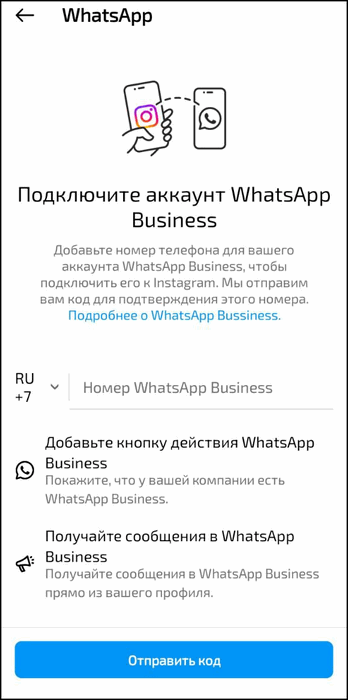 WhatsApp
Подключите аккаунт WhatsApp
Business
Добавьте номер телефона для вашего
аккаунта WhatsApp Business, чтобы
подключить его к Instagram. Мы отправим
вам код для подтверждения этого номера.
Подробнее о WhatsApp Bussiness.
RU
+7
Номер WhatsApp Business
Добавьте кнопку действия WhatsApp
Business
Покажите, что у вашей компании есть
WhatsApp Business.
Получайте сообщения в WhatsApp
Business
Получайте сообщения в WhatsApp Business
прямо из вашего профиля.
Отправить код